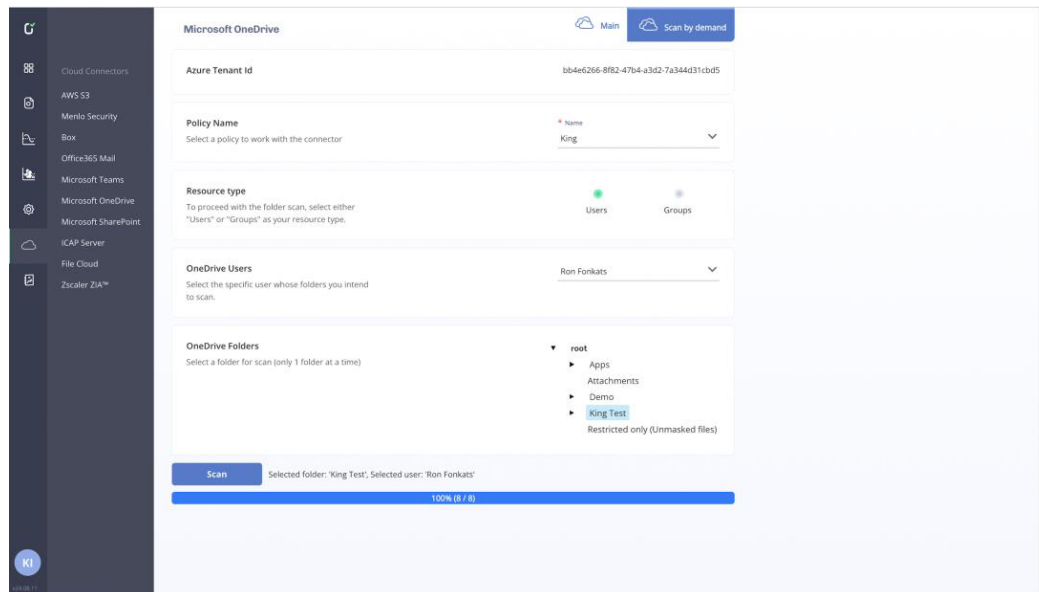 Microsoft OneDrive
Main
Scan by demand
Cloud Connectors
AWS S3
Menlo Security
Box
Office365 Mail
Microsoft Teams
Microsoft OneDrive
Microsoft SharePoint
ICAP Server
File Cloud
Zscaler ZIA™
Azure Tenant Id
bb4e6266-8f82-47b4-a3d2-7a344d31cbd5
Policy Name
Select a policy to work with the connector
* Name
King
Resource type
To proceed with the folder scan, select either
"Users" or "Groups" as your resource type.
Users
Groups
OneDrive Users
Select the specific user whose folders you intend
to scan.
Ron Fonkats
OneDrive Folders
Select a folder for scan (only 1 folder at a time)
root
Apps
Attachments
Demo
King Test
Restricted only (Unmasked files)
Scan
Selected folder: 'King Test', Selected user: 'Ron Fonkats'
100% (8 / 8)
KI